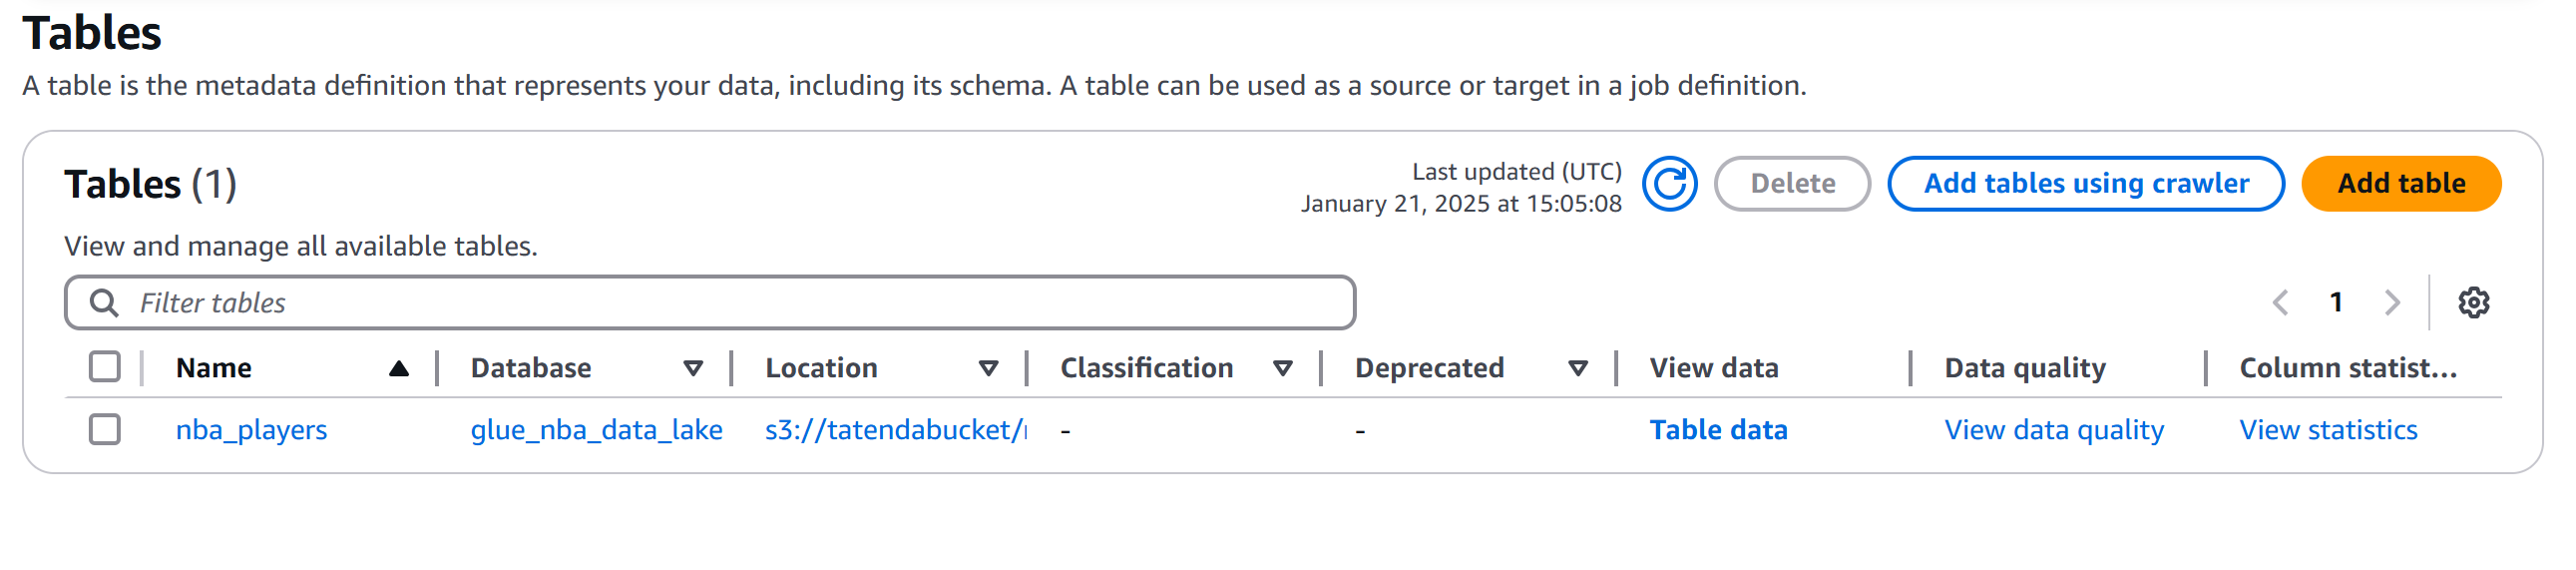 Tables
A table is the metadata definition that represents your data, including its schema. A table can be used as a source or target in a job definition.
Tables (1)
Last updated (UTC)
January 21, 2025 at 15:05:08
Delete
Add tables using crawler
Add table
View and manage all available tables.
Filter tables
1
Name Database Location Classification Deprecated View data Data quality Column statist...
nba_players glue_nba_data_lake s3://tatendabucket/ - - Table data View data quality View statistics